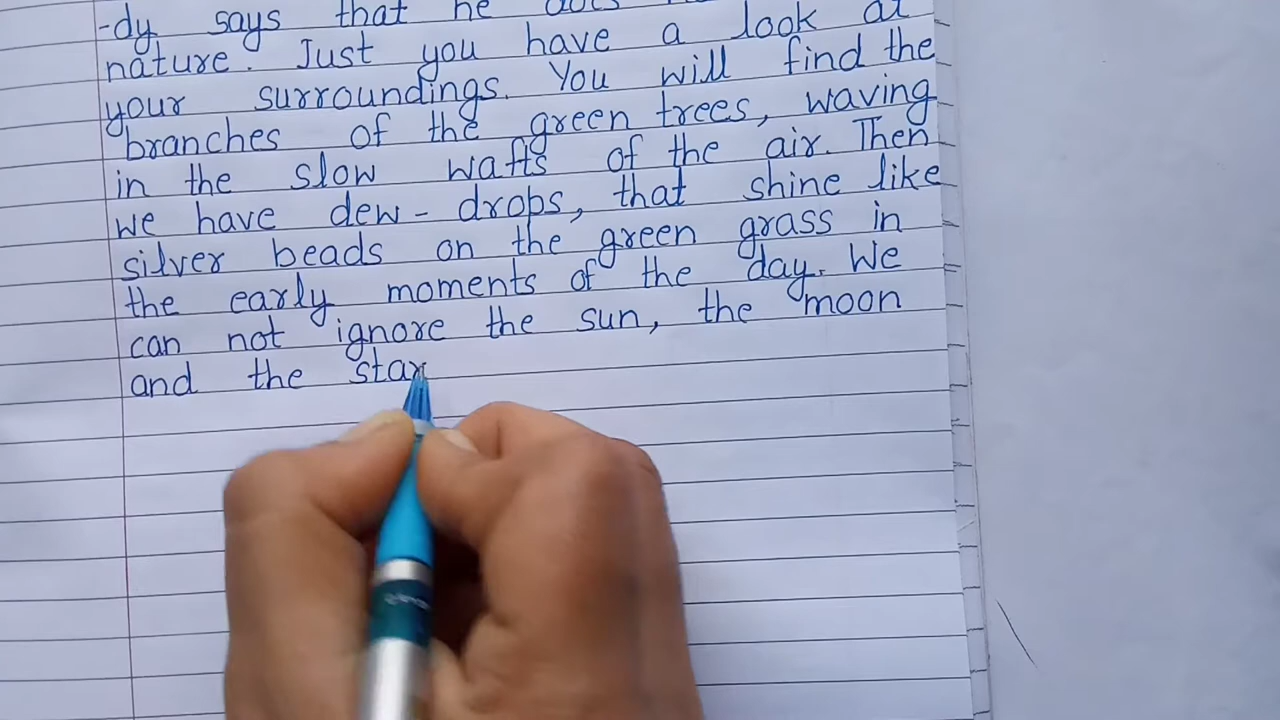 -dy says that he does
nature. Just you have a look at
your surroundings. You will find the
branches of the green trees, waving
in the slow wafts of the air. Then
we have dew- drops, that shine like
silver beads on the green grass in
the early moments of the day. We
can not ignore the sun, the moon
and the star